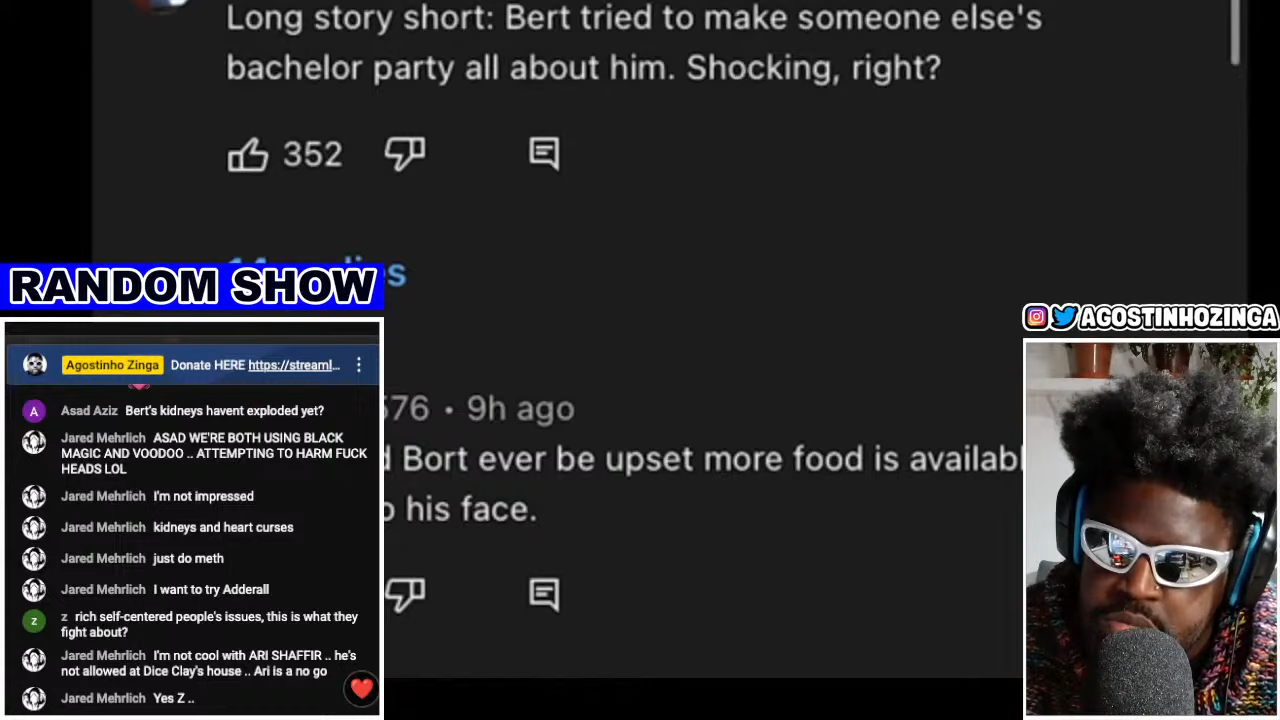 Long story short: Bert tried to make someone else's
bachelor party all about him. Shocking, right?
352
RANDOM SHOW
AGOSTINHOZINGA
Agostinho Zinga Donate HERE https://streaml...
A Asad Aziz Bert's kidneys havent exploded yet?
Jared Mehrlich ASAD WE'RE BOTH USING BLACK
MAGIC AND VOODOO .. ATTEMPTING TO HARM FUCK
HEADS LOL
Jared Mehrlich I'm not impressed
Jared Mehrlich kidneys and heart curses
Jared Mehrlich just do meth
Jared Mehrlich I want to try Adderall
z z rich self-centered people's issues, this is what they
fight about?
Jared Mehrlich I'm not cool with ARI SHAFFIR .. he's
not allowed at Dice Clay's house .. Ari is a no go
Jared Mehrlich Yes Z ..
576 • 9h ago
Bort ever be upset more food is
his face.